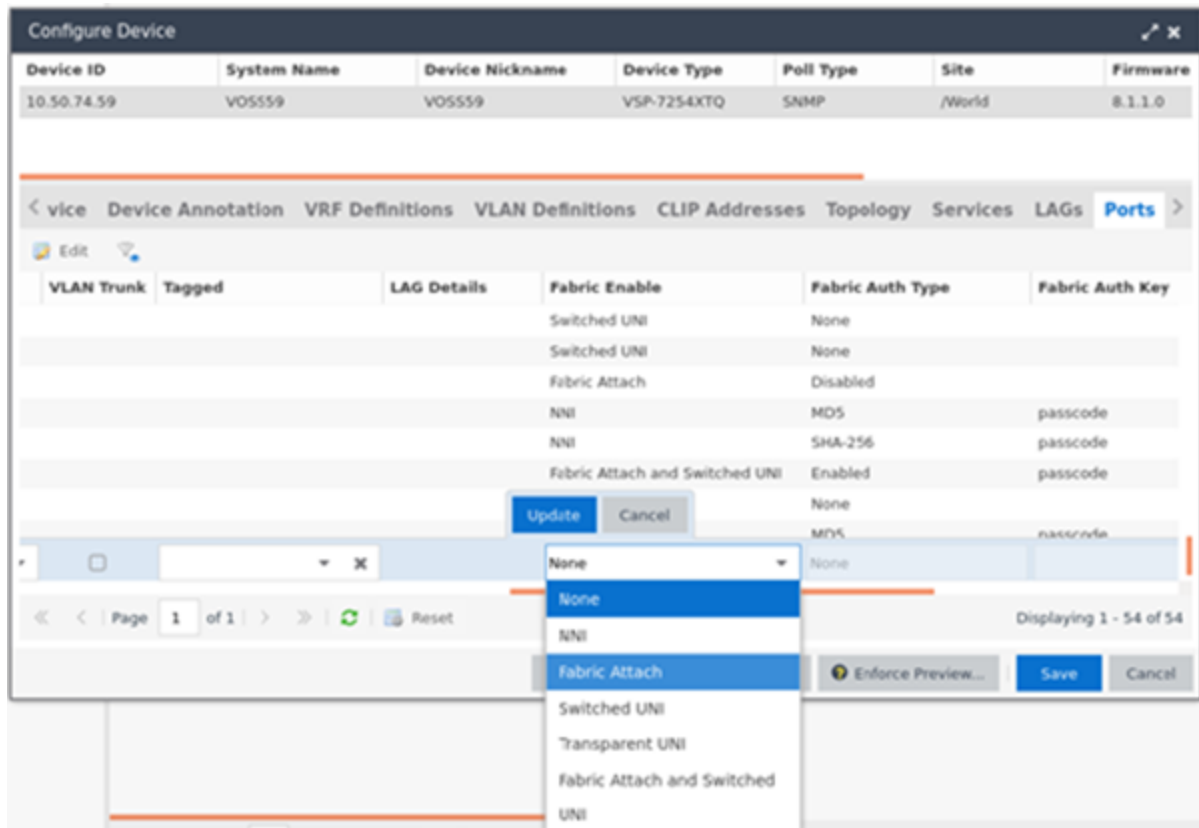 Configure Device
Device ID System Name Device Nickname Device Type Poll Type Site Firmware
10.50.74.59 VOS559 VOS559 VSP-7254XTQ SNMP /World 8.1.1.0
vice Device Annotation VRF Definitions VLAN Definitions CLIP Addresses Topology Services LAGs Ports
Edit
VLAN Trunk Tagged LAG Details Fabric Enable Fabric Auth Type Fabric Auth Key
Switched UNI None
Switched UNI None
Fabric Attach Disabled
NNI MD5 passcode
NNI SHA-256 passcode
Fabric Attach and Switched UNI Enabled passcode
Update Cancel None
MD5 passcode
None None
None
Page 1 of 1 Reset Displaying 1 - 54 of 54
NNI
Fabric Attach Enforce Preview... Save Cancel
Switched UNI
Transparent UNI
Fabric Attach and Switched
UNI